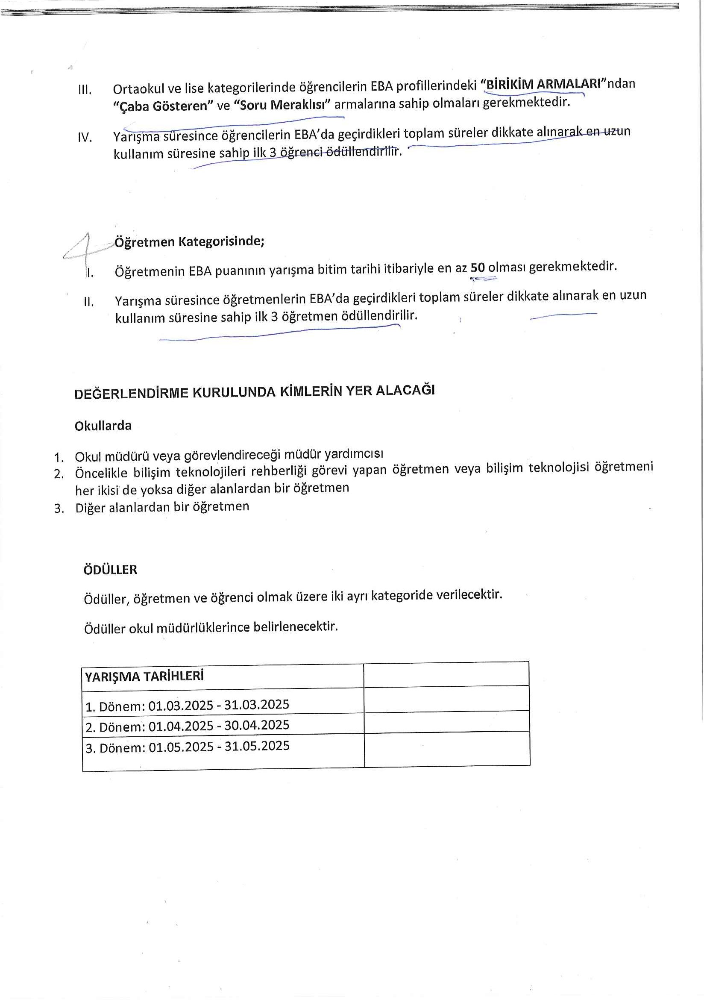 III. Ortaokul ve lise kategorilerinde öğrencilerin EBA profillerindeki “BİRİKİM ARMALARI”ndan
“Çaba Gösteren” ve “Soru Meraklısı” armalarına sahip olmaları gerekmektedir.
IV. Yarışma süresince öğrencilerin EBA’da geçirdikleri toplam süreler dikkate alınarak en uzun
kullanım süresine sahip ilk 3 öğrenci ödüllendirilir.
4 Öğretmen Kategorisinde;
I. Öğretmenin EBA puanının yarışma bitim tarihi itibariyle en az 50 olması gerekmektedir.
II. Yarışma süresince öğretmenlerin EBA’da geçirdikleri toplam süreler dikkate alınarak en uzun
kullanım süresine sahip ilk 3 öğretmen ödüllendirilir.
DEĞERLENDİRME KURULUNDA KİMLERİN YER ALACAĞI
Okullarda
1. Okul müdürü veya görevlendireceği müdür yardımcısı
2. Öncelikle bilişim teknolojileri rehberliği görevi yapan öğretmen veya bilişim teknolojisi öğretmeni
her ikisi de yoksa diğer alanlardan bir öğretmen
3. Diğer alanlardan bir öğretmen
ÖDÜLLER
Ödüller, öğretmen ve öğrenci olmak üzere iki ayrı kategoride verilecektir.
Ödüller okul müdürlüklerince belirlenecektir.
YARIŞMA TARİHLERİ
1. Dönem: 01.03.2025 - 31.03.2025
2. Dönem: 01.04.2025 - 30.04.2025
3. Dönem: 01.05.2025 - 31.05.2025